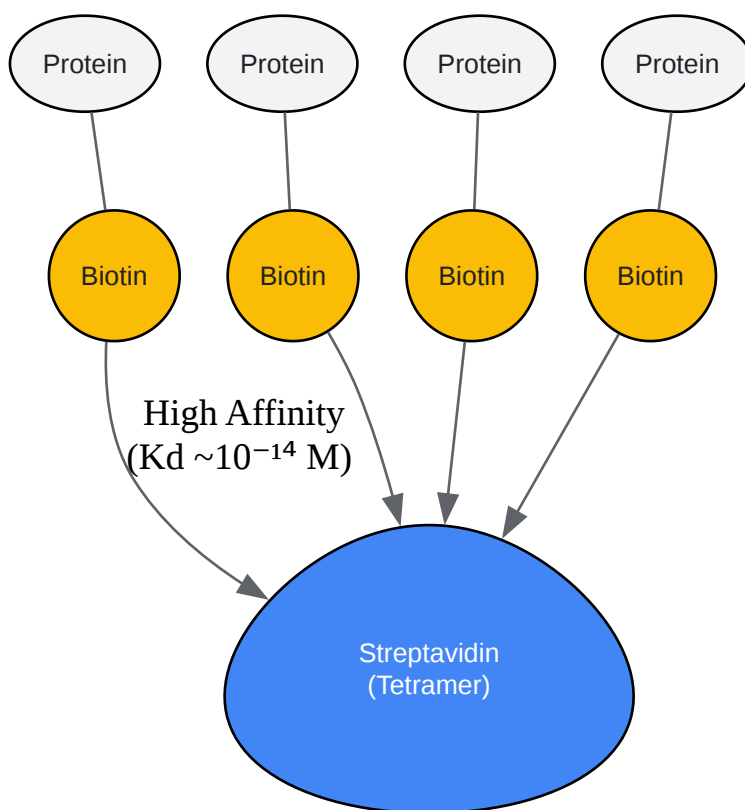 Protein
Protein
Protein
Protein
Biotin
Biotin
Biotin
Biotin
High Affinity
(Kd ~10⁻¹⁴ M)
Streptavidin
(Tetramer)